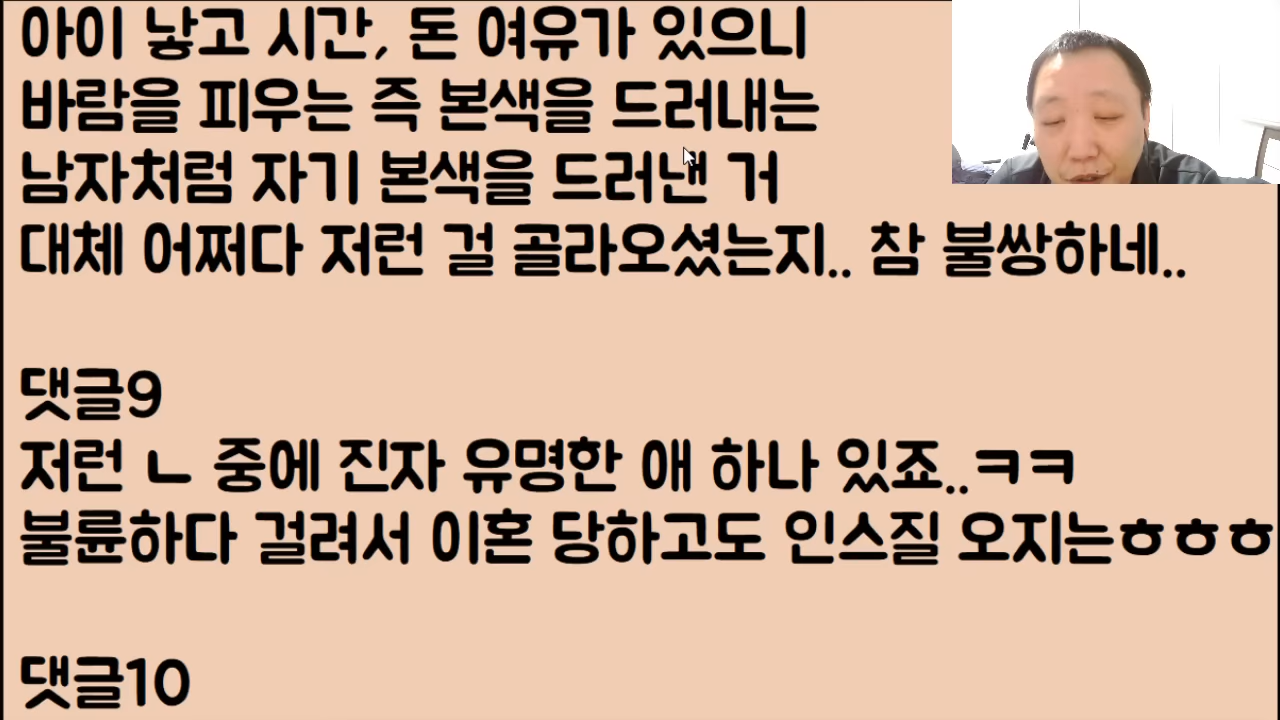 아이 낳고 시간, 돈 여유가 있으니
바람을 피우는 즉 본색을 드러내는
남자처럼 자기 본색을 드러낸 거
대체 어쩌다 저런 걸 골라오셨는지.. 참 불쌍하네..
댓글9
저런 ㄴ 중에 진자 유명한 애 하나 있죠..ㅋㅋ
불륜하다 걸려서 이혼 당하고도 인스질 오지는ㅎㅎㅎ
댓글10